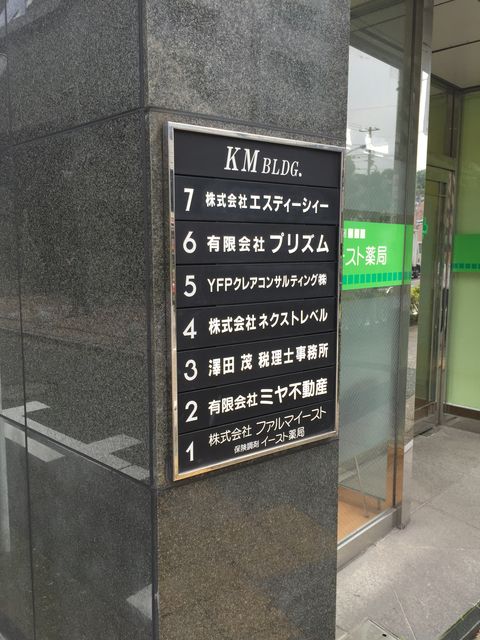 KM BLDG.
7 株式会社 エスディーシィー
6 有限会社 プリズム
5 YFPクレアコンサルティング㈱
4 株式会社 ネクストレベル
3 澤田 茂 税理士事務所
2 有限会社 ミヤ不動産
1 株式会社 ファルマイースト
保険調剤 イースト薬局
イースト薬局